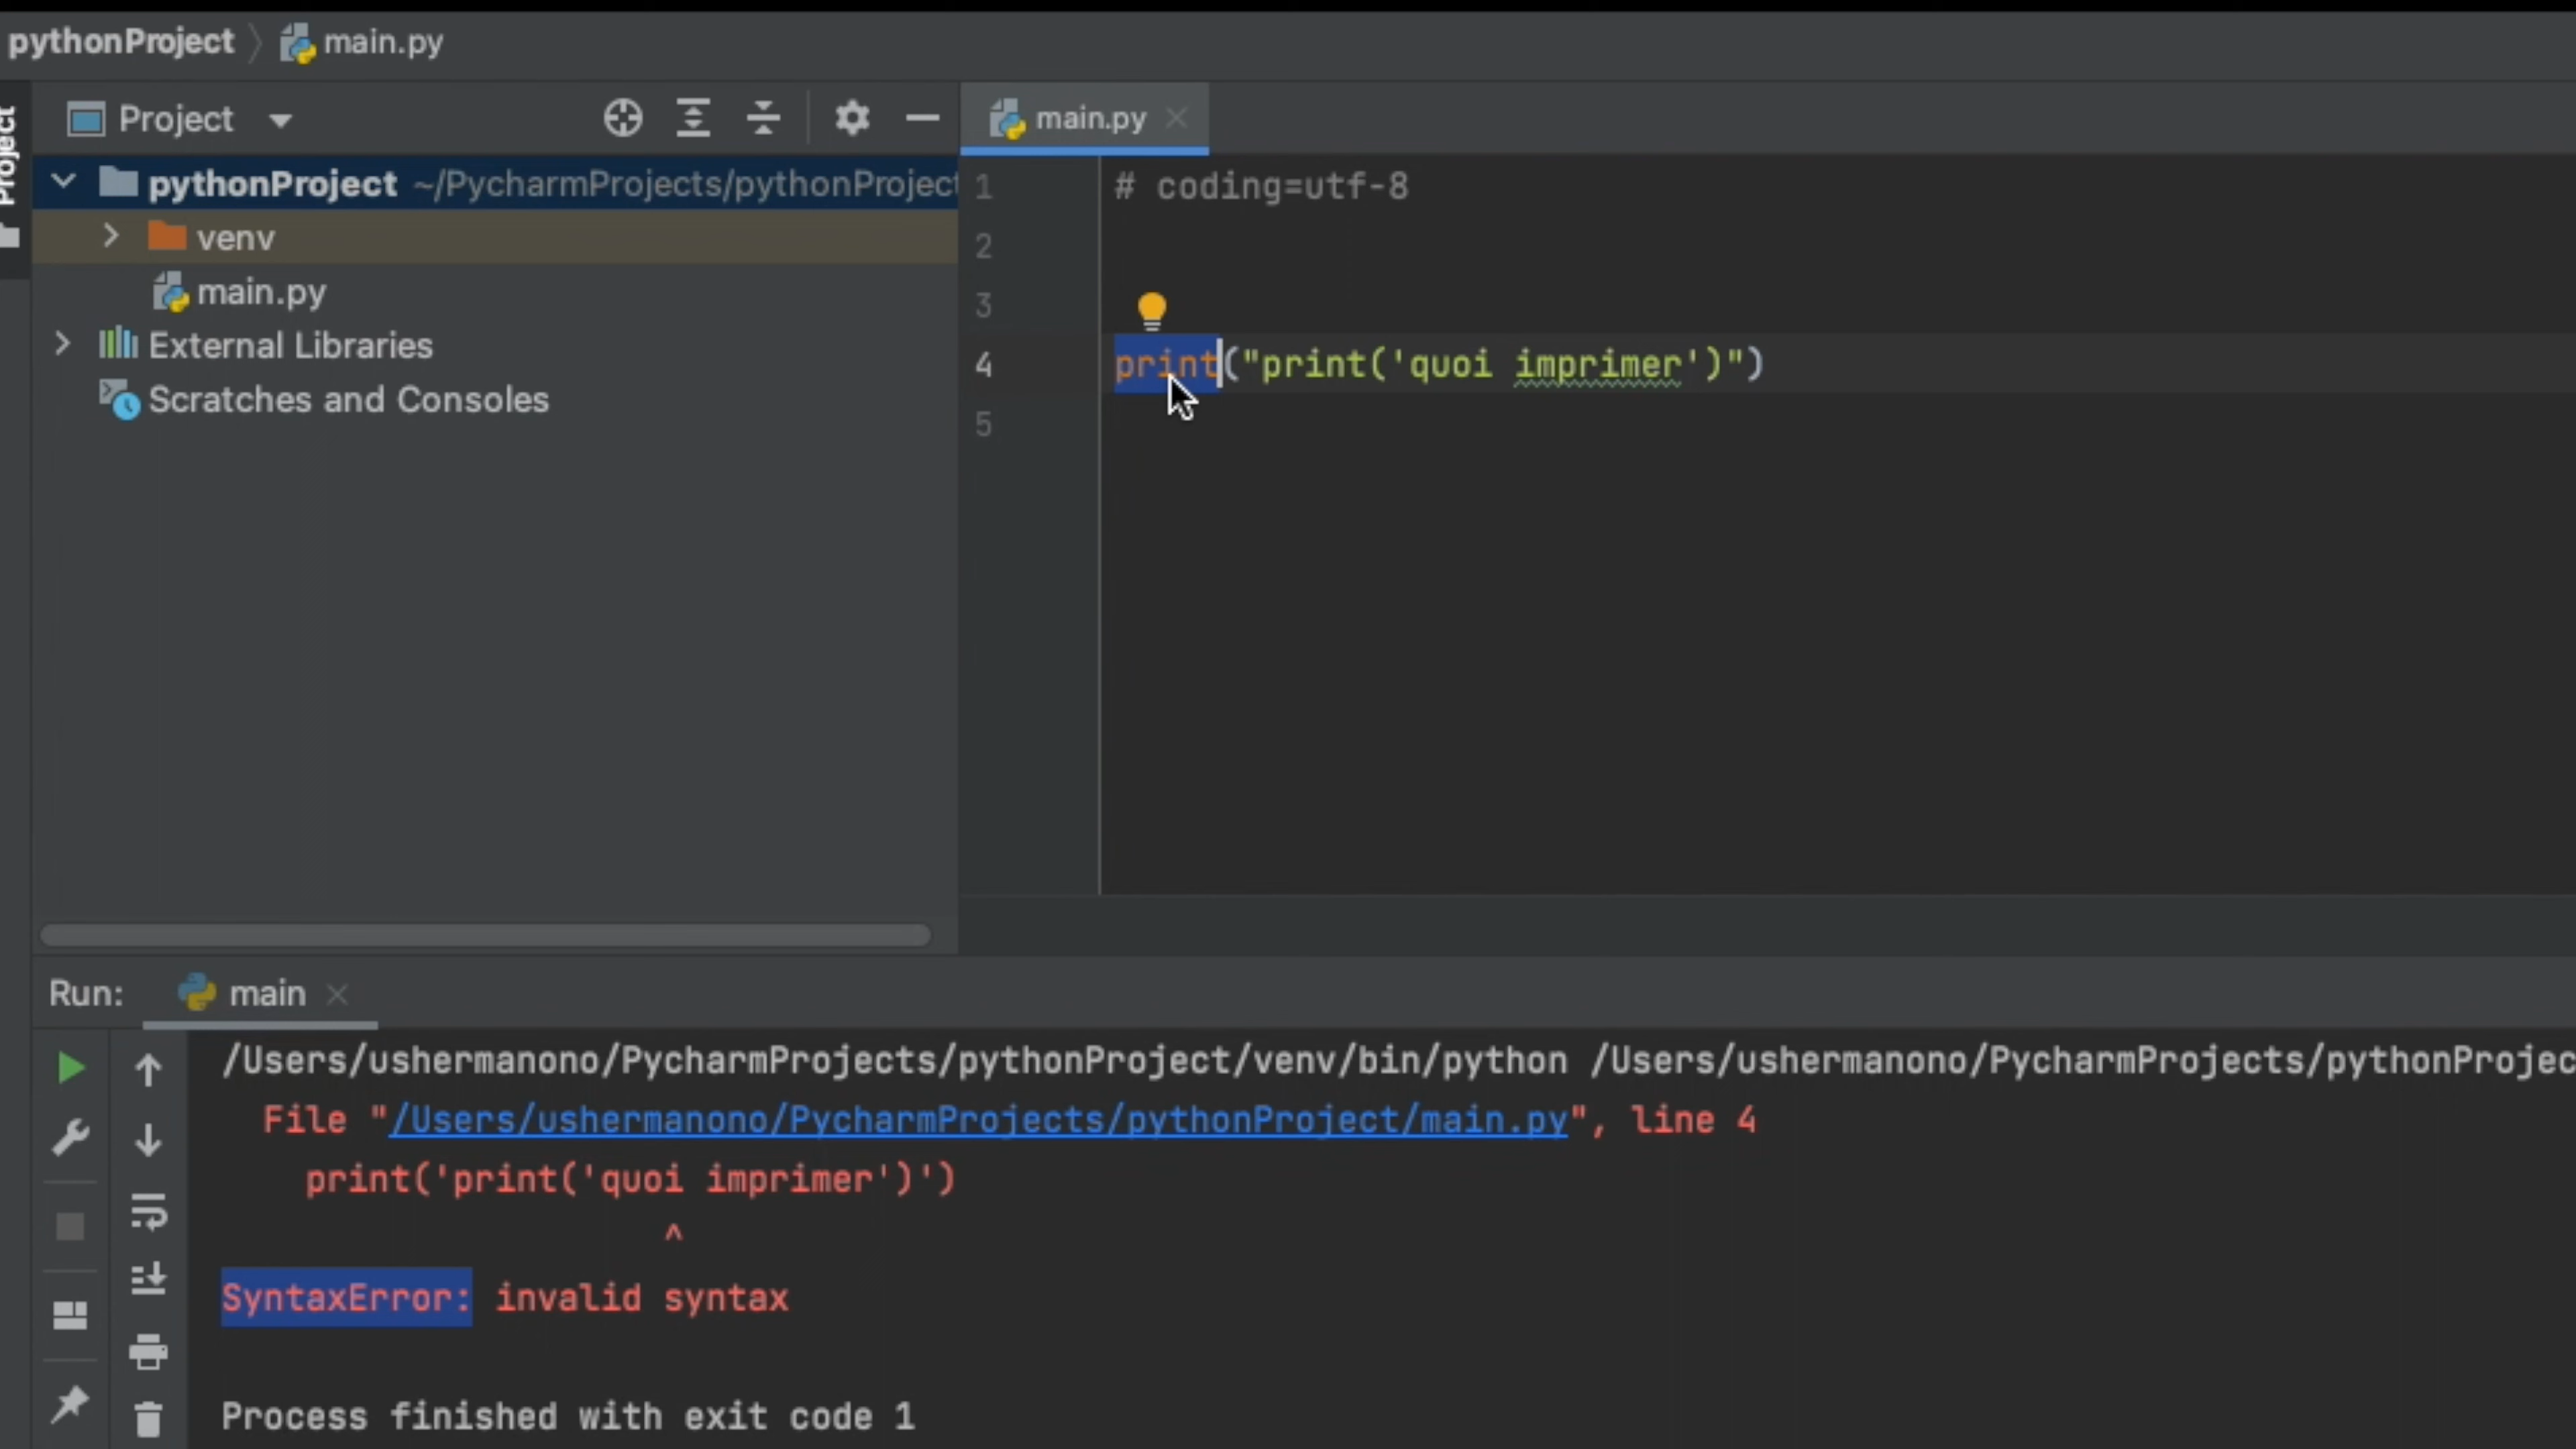 pythonProject main.py
Project
Project
main.py
pythonProject ~/PycharmProjects/pythonProject
venv
main.py
External Libraries
Scratches and Consoles
1 # coding=utf-8
2
3
4 print("print('quoi imprimer')")
5
Run: main
/Users/ushermanono/PycharmProjects/pythonProject/venv/bin/python /Users/ushermanono/PycharmProjects/pythonProjec
File "/Users/ushermanono/PycharmProjects/pythonProject/main.py", line 4
print('print('quoi imprimer')')
^
SyntaxError: invalid syntax
Process finished with exit code 1